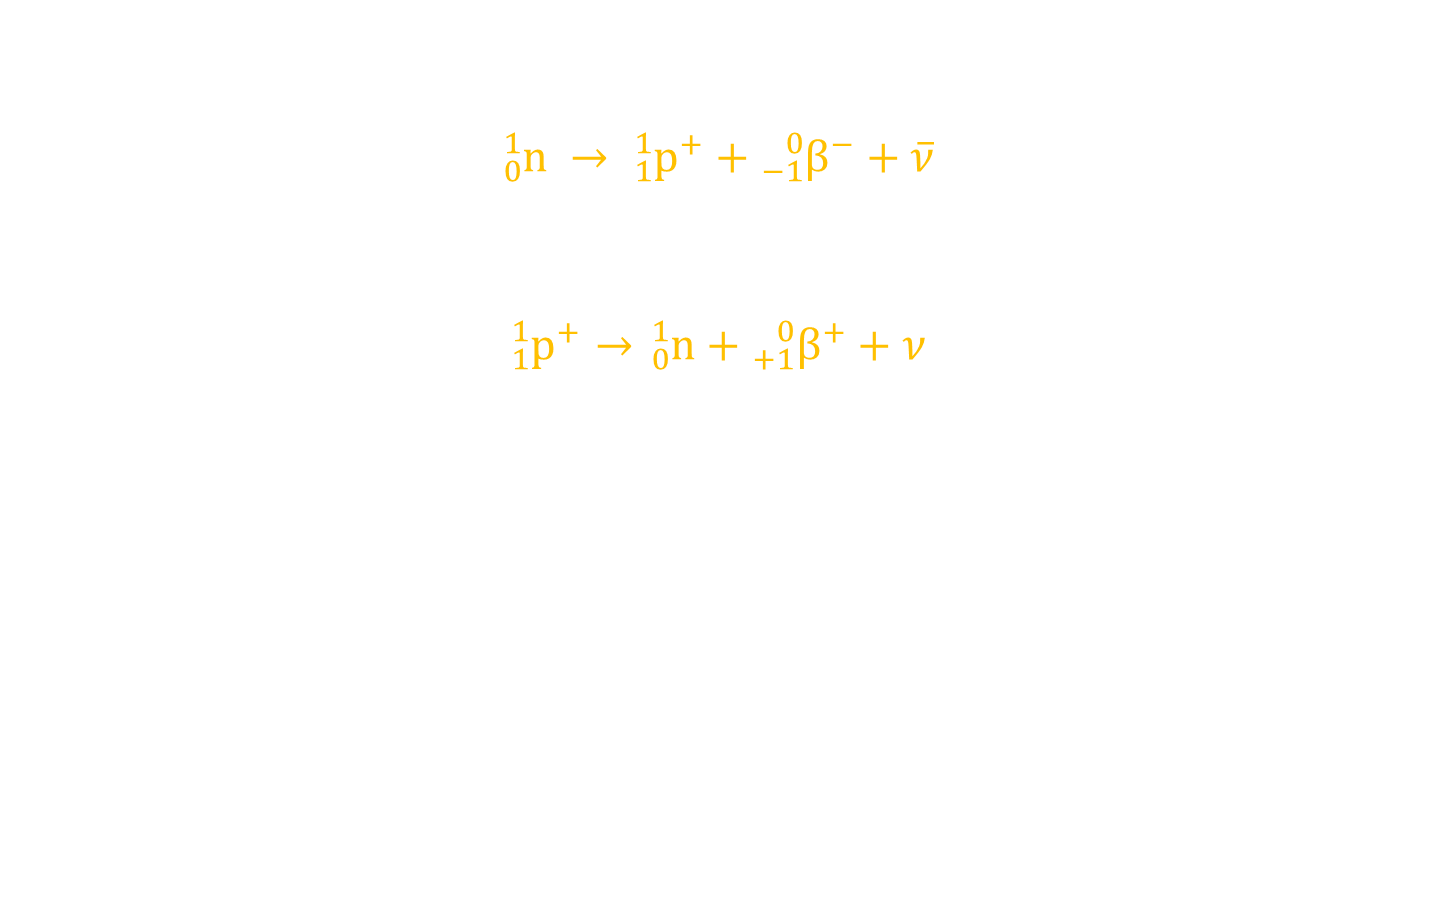 ¹₀n → ¹₁p⁺ + ⁰₋₁β⁻ + ν̄
¹₁p⁺ → ¹₀n + ⁰₊₁β⁺ + ν